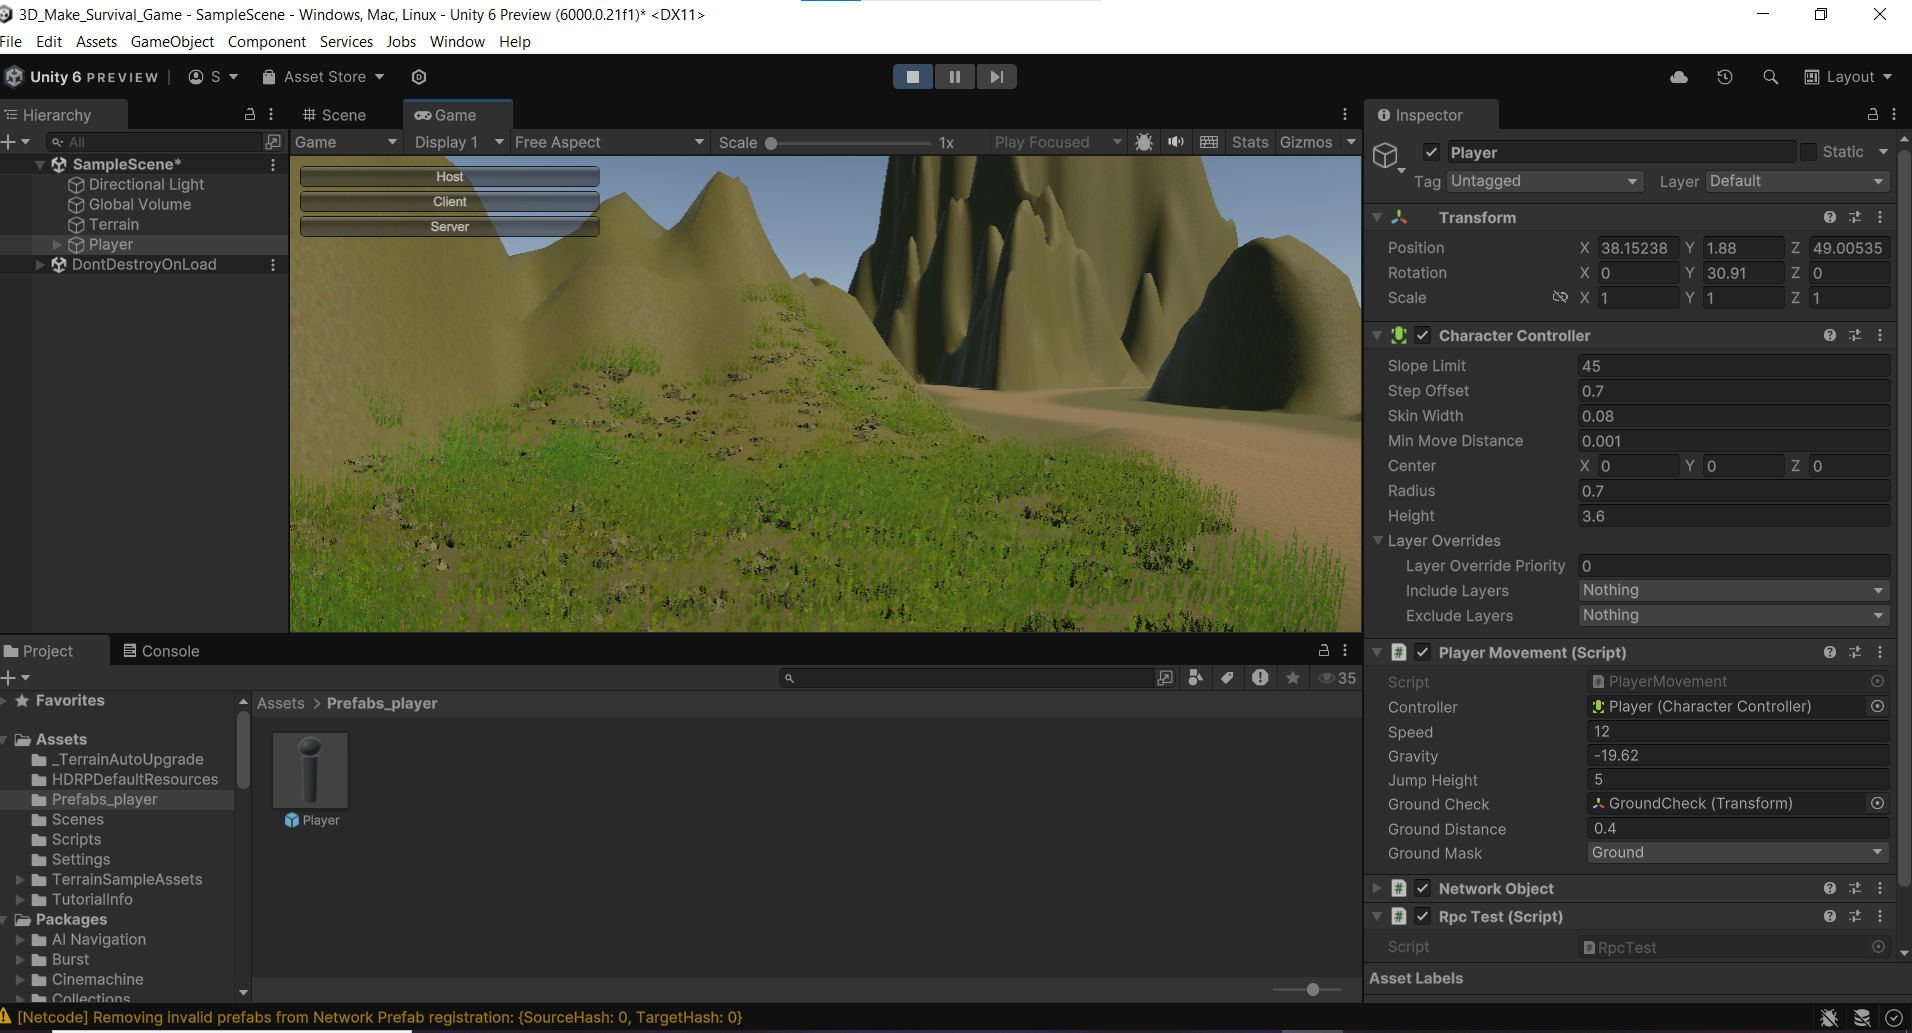 3D_Make_Survival_Game - SampleScene - Windows, Mac, Linux - Unity 6 Preview (6000.0.21f1)* <DX11>
File Edit Assets GameObject Component Services Jobs Window Help
Unity 6 PREVIEW S Asset Store Layout
Hierarchy
All
SampleScene*
Directional Light
Global Volume
Terrain
Player
DontDestroyOnLoad
Scene Game
Game Display 1 Free Aspect Scale 1x Play Focused Stats Gizmos
Host
Client
Server
Inspector
Player Static
Tag Untagged Layer Default
Transform
Position X 38.15238 Y 1.88 Z 49.00535
Rotation X 0 Y 30.91 Z 0
Scale X 1 Y 1 Z 1
Character Controller
Slope Limit 45
Step Offset 0.7
Skin Width 0.08
Min Move Distance 0.001
Center X 0 Y 0 Z 0
Radius 0.7
Height 3.6
Layer Overrides
Layer Override Priority 0
Include Layers Nothing
Exclude Layers Nothing
Player Movement (Script)
Script PlayerMovement
Controller Player (Character Controller)
Speed 12
Gravity -19.62
Jump Height 5
Ground Check GroundCheck (Transform)
Ground Distance 0.4
Ground Mask Ground
Network Object
Rpc Test (Script)
Script RpcTest
Asset Labels
Project Console
35
Favorites
Assets
_TerrainAutoUpgrade
HDRPDefaultResources
Prefabs_player
Scenes
Scripts
Settings
TerrainSampleAssets
TutorialInfo
Packages
AI Navigation
Burst
Cinemachine
Collections
Assets > Prefabs_player
Player
[Netcode] Removing invalid prefabs from Network Prefab registration: {SourceHash: 0, TargetHash: 0}